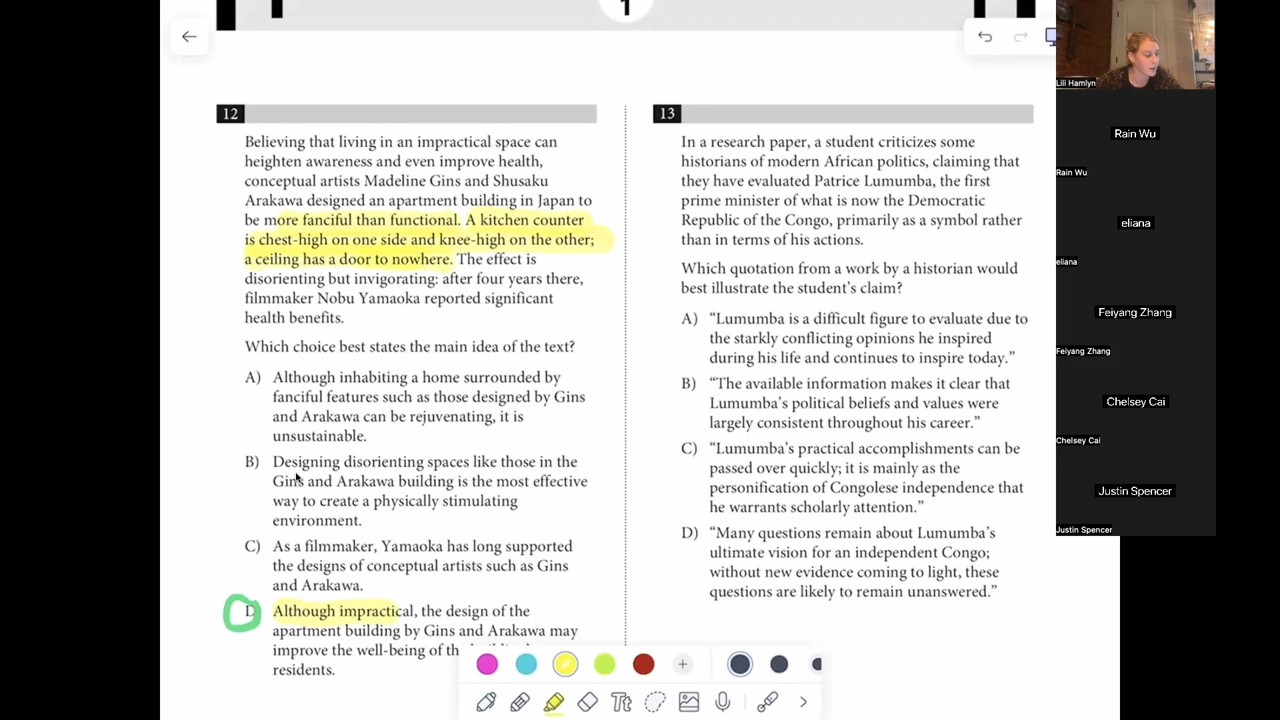 1
12
Believing that living in an impractical space can
heighten awareness and even improve health,
conceptual artists Madeline Gins and Shusaku
Arakawa designed an apartment building in Japan to
be more fanciful than functional. A kitchen counter
is chest-high on one side and knee-high on the other;
a ceiling has a door to nowhere. The effect is
disorienting but invigorating: after four years there,
filmmaker Nobu Yamaoka reported significant
health benefits.
Which choice best states the main idea of the text?
A) Although inhabiting a home surrounded by
fanciful features such as those designed by Gins
and Arakawa can be rejuvenating, it is
unsustainable.
B) Designing disorienting spaces like those in the
Gins and Arakawa building is the most effective
way to create a physically stimulating
environment.
C) As a filmmaker, Yamaoka has long supported
the designs of conceptual artists such as Gins
and Arakawa.
D Although impractical, the design of the
apartment building by Gins and Arakawa may
improve the well-being of the
residents.
13
In a research paper, a student criticizes some
historians of modern African politics, claiming that
they have evaluated Patrice Lumumba, the first
prime minister of what is now the Democratic
Republic of the Congo, primarily as a symbol rather
than in terms of his actions.
Which quotation from a work by a historian would
best illustrate the student's claim?
A) "Lumumba is a difficult figure to evaluate due to
the starkly conflicting opinions he inspired
during his life and continues to inspire today."
B) "The available information makes it clear that
Lumumba's political beliefs and values were
largely consistent throughout his career."
C) "Lumumba's practical accomplishments can be
passed over quickly; it is mainly as the
personification of Congolese independence that
he warrants scholarly attention."
D) "Many questions remain about Lumumba's
ultimate vision for an independent Congo;
without new evidence coming to light, these
questions are likely to remain unanswered."
Tt
Lili Hamlyn
Rain Wu
Rain Wu
eliana
eliana
Feiyang Zhang
Feiyang Zhang
Chelsey Cai
Chelsey Cai
Justin Spencer
Justin Spencer